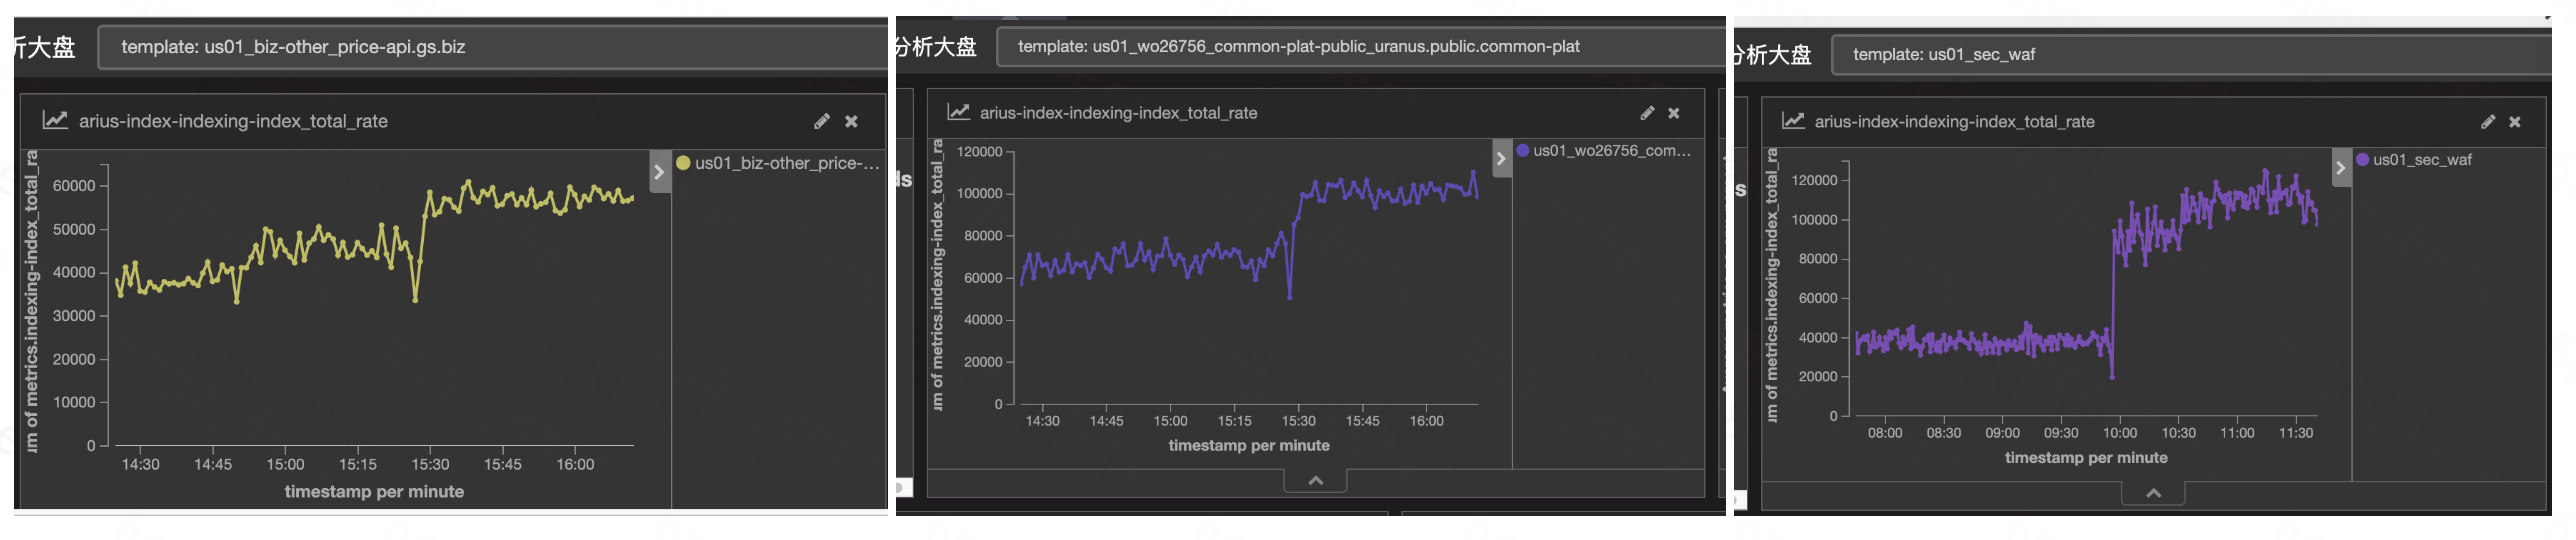 析大盘
template: us01_biz-other_price-api.gs.biz
arius-index-indexing-index_total_rate
um of metrics.indexing-index_total_ra
60000
50000
40000
30000
20000
10000
0
14:30 14:45 15:00 15:15 15:30 15:45 16:00
timestamp per minute
us01_biz-other_price-...
分析大盘
template: us01_wo26756_common-plat-public_uranus.public.common-plat
ds
arius-index-indexing-index_total_rate
um of metrics.indexing-index_total_ra
120000
100000
80000
60000
40000
20000
0
14:30 14:45 15:00 15:15 15:30 15:45 16:00
timestamp per minute
us01_wo26756_com...
分析大盘
template: us01_sec_waf
s
arius-index-indexing-index_total_rate
um of metrics.indexing-index_total_ra
120000
100000
80000
60000
40000
20000
0
08:00 08:30 09:00 09:30 10:00 10:30 11:00 11:30
timestamp per minute
us01_sec_waf